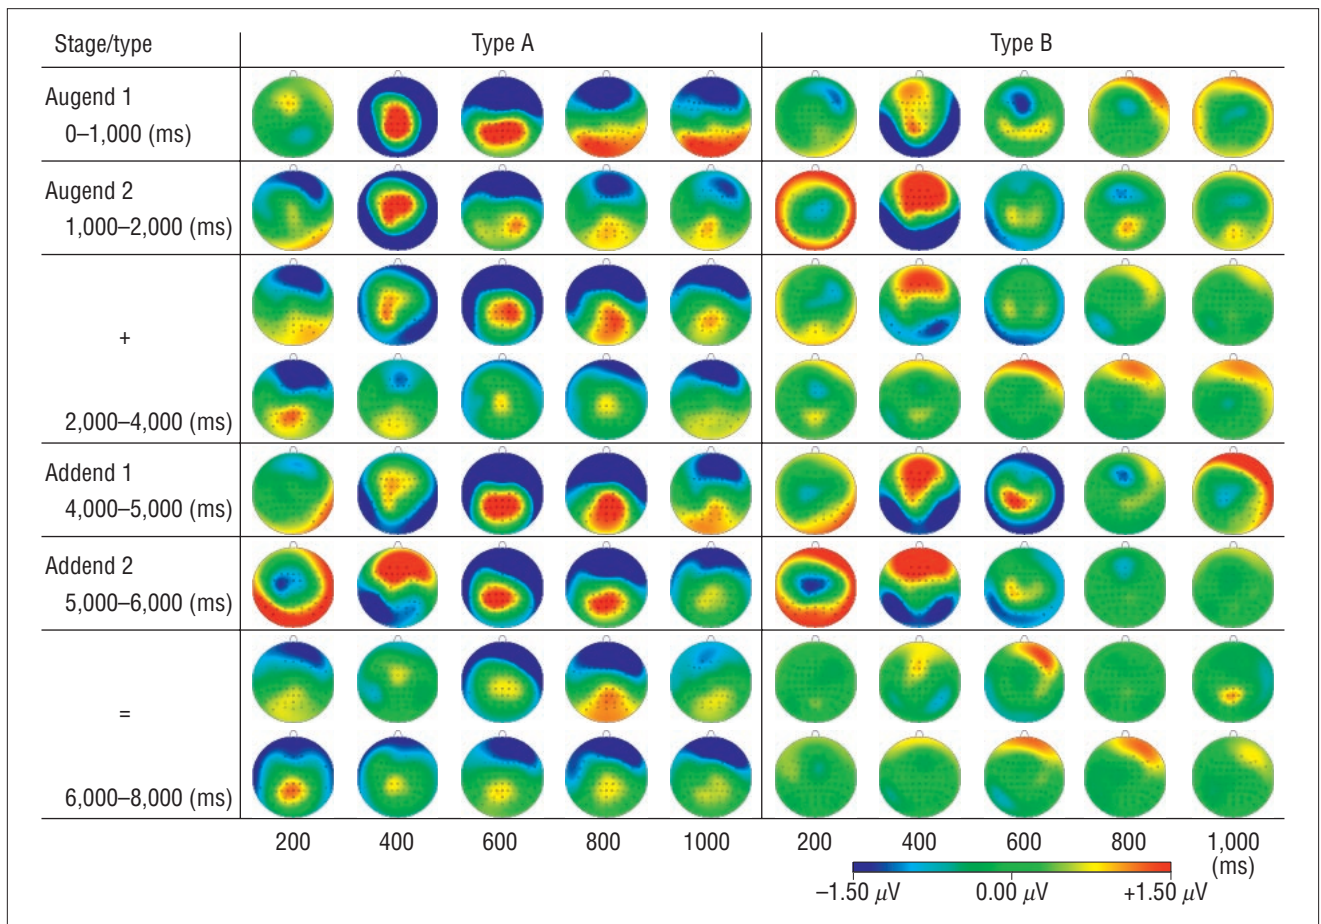 Stage/type Type A Type B
Augend 1
0–1,000 (ms)
Augend 2
1,000–2,000 (ms)
+
2,000–4,000 (ms)
Addend 1
4,000–5,000 (ms)
Addend 2
5,000–6,000 (ms)
=
6,000–8,000 (ms)
200 400 600 800 1000 200 400 600 800 1,000
(ms)
–1.50 μV 0.00 μV +1.50 μV